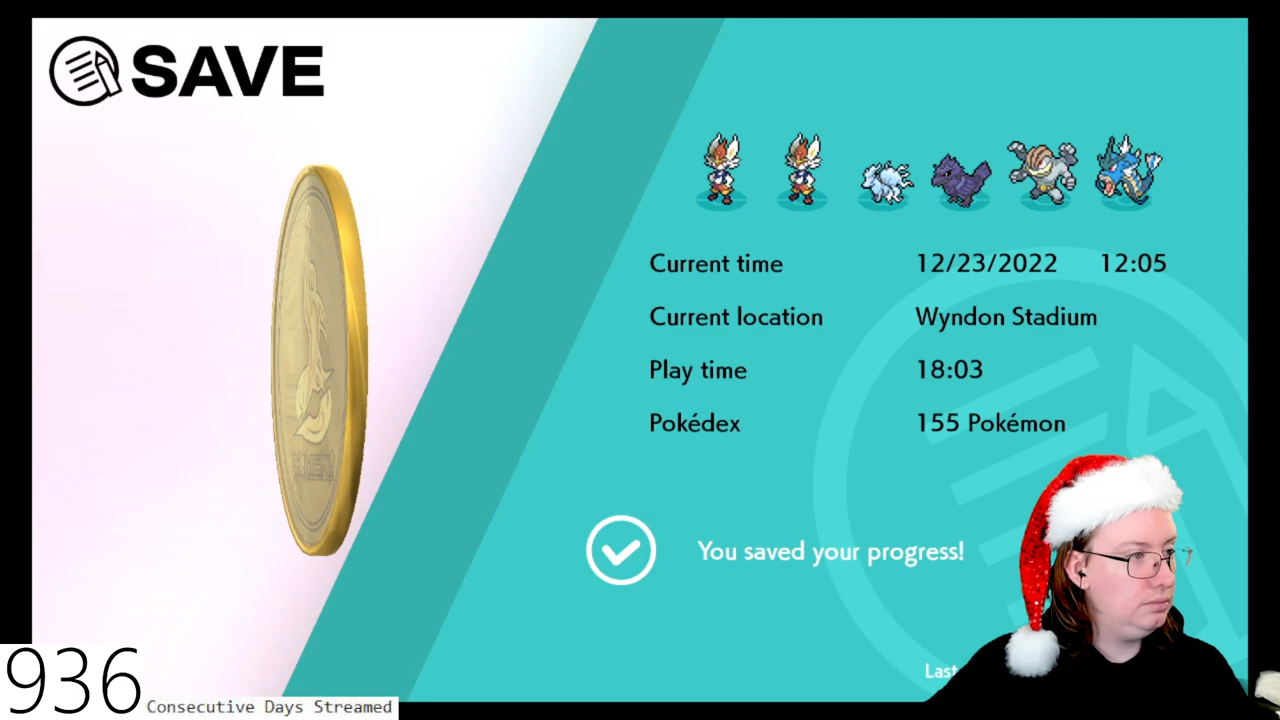 SAVE
Current time 12/23/2022 12:05
Current location Wyndon Stadium
Play time 18:03
Pokédex 155 Pokémon
You saved your progress!
Last
936 Consecutive Days Streamed